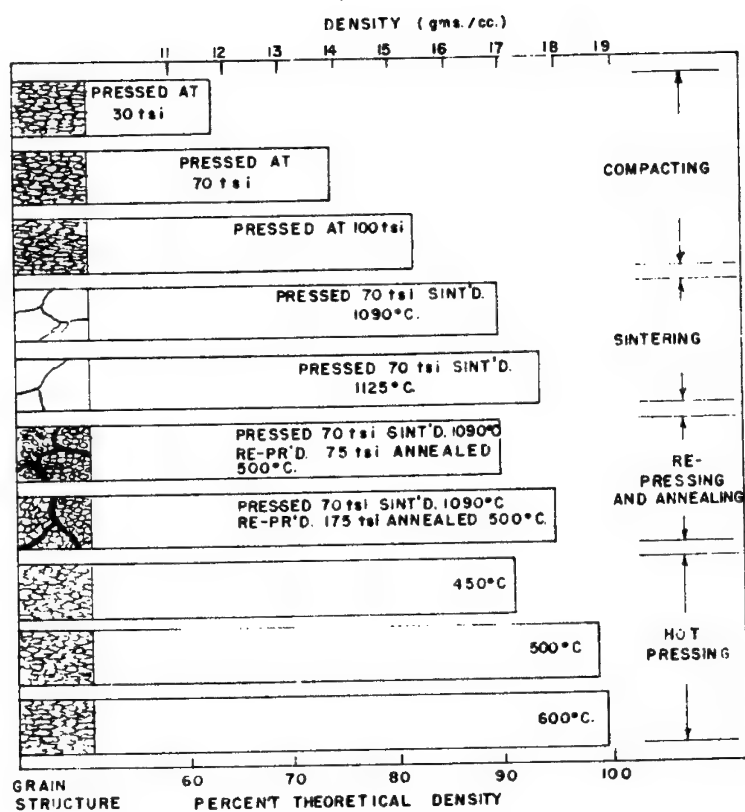 DENSITY (gms./cc.)
11 12 13 14 15 16 17 18 19
PRESSED AT
30 tsi
PRESSED AT
70 tsi
PRESSED AT 100 tsi
COMPACTING
PRESSED 70 tsi SINT'D.
1090°C.
PRESSED 70 tsi SINT'D.
1125°C.
SINTERING
PRESSED 70 tsi SINT'D. 1090°C
RE-PR'D. 75 tsi ANNEALED
500°C.
PRESSED 70 tsi SINT'D. 1090°C
RE-PR'D. 175 tsi ANNEALED 500°C.
RE-
PRESSING
AND ANNEALING
450°C
500°C
600°C.
HOT
PRESSING
60 70 80 90 100
GRAIN
STRUCTURE
PERCENT THEORETICAL DENSITY